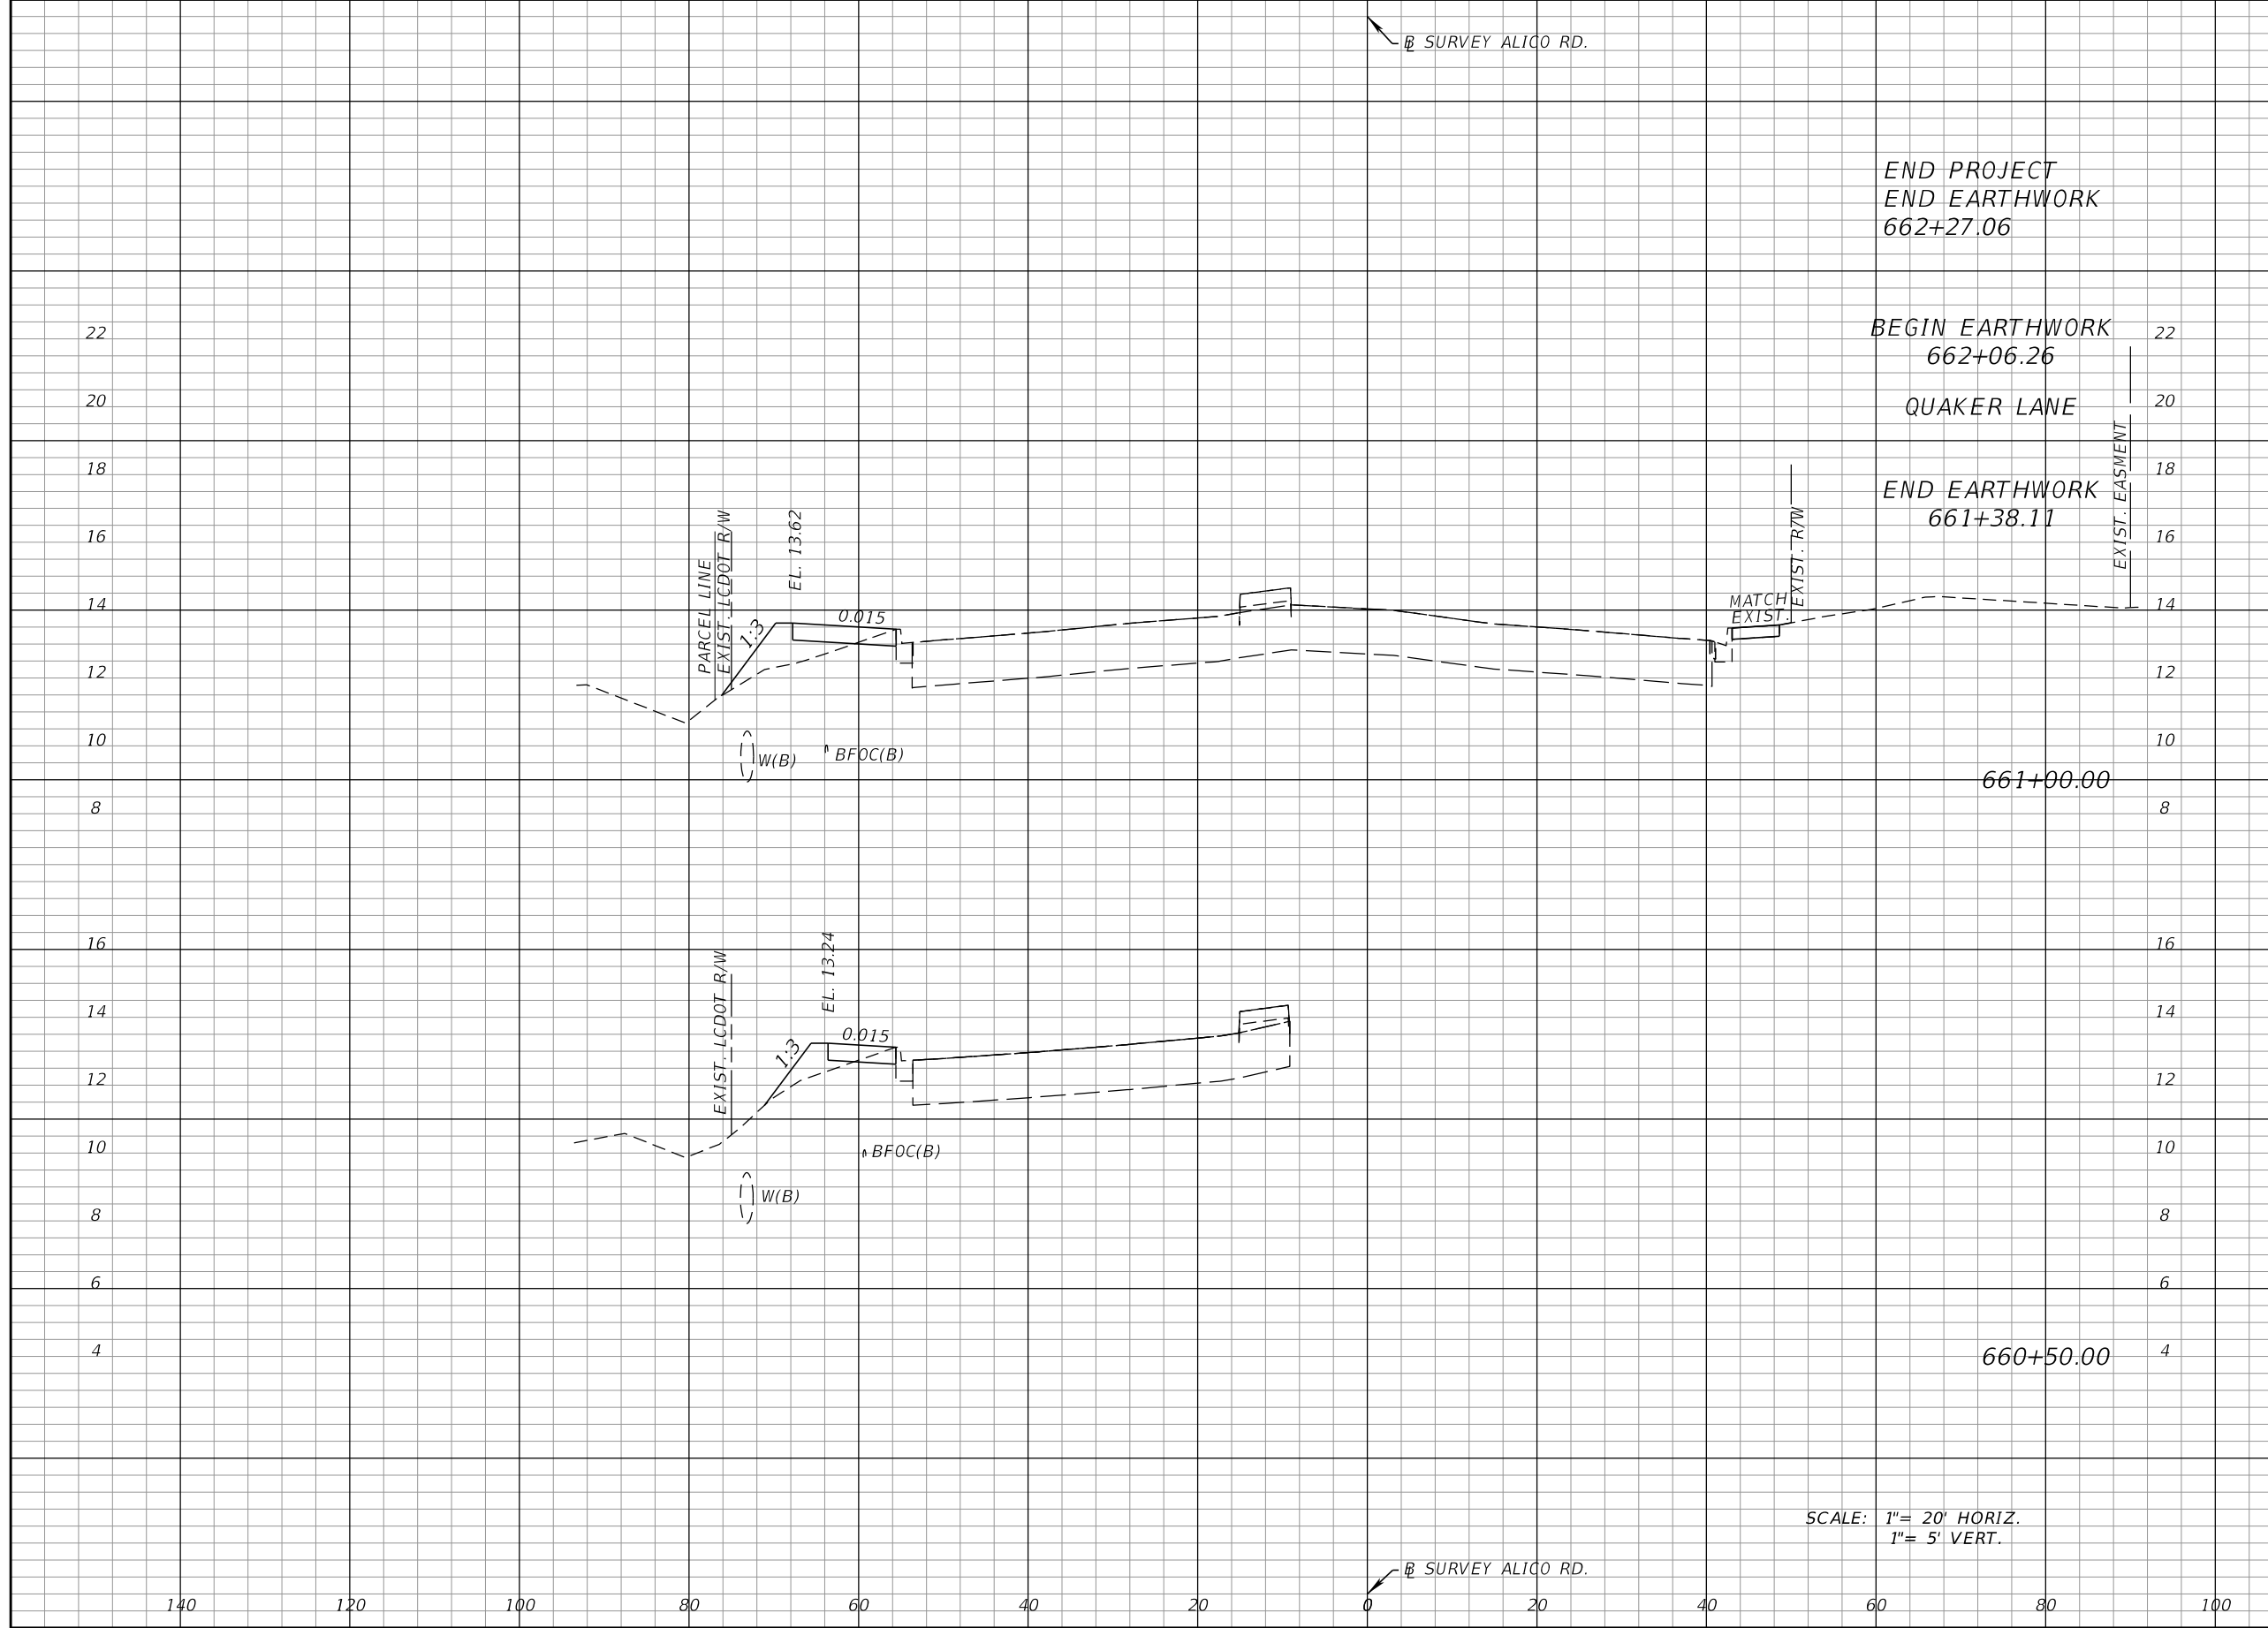 BL SURVEY ALICO RD.
END PROJECT
END EARTHWORK
662+27.06
22
BEGIN EARTHWORK
22
662+06.26
20
QUAKER LANE
20
18
18
END EARTHWORK
661+38.11
16
16
EXIST. EASMENT
PARCEL LINE
EXIST. LCDOT R/W
EL. 13.62
1:3
0.015
MATCH
EXIST.
EXIST. R/W
14
14
12
12
10
10
W(B)
BFOC(B)
661+00.00
8
8
16
16
EXIST. LCDOT R/W
EL. 13.24
1:3
0.015
14
14
12
12
10
10
BFOC(B)
W(B)
8
8
6
6
4
660+50.00
4
SCALE: 1"= 20' HORIZ.
1"= 5' VERT.
BL SURVEY ALICO RD.
140 120 100 80 60 40 20 0 20 40 60 80 100